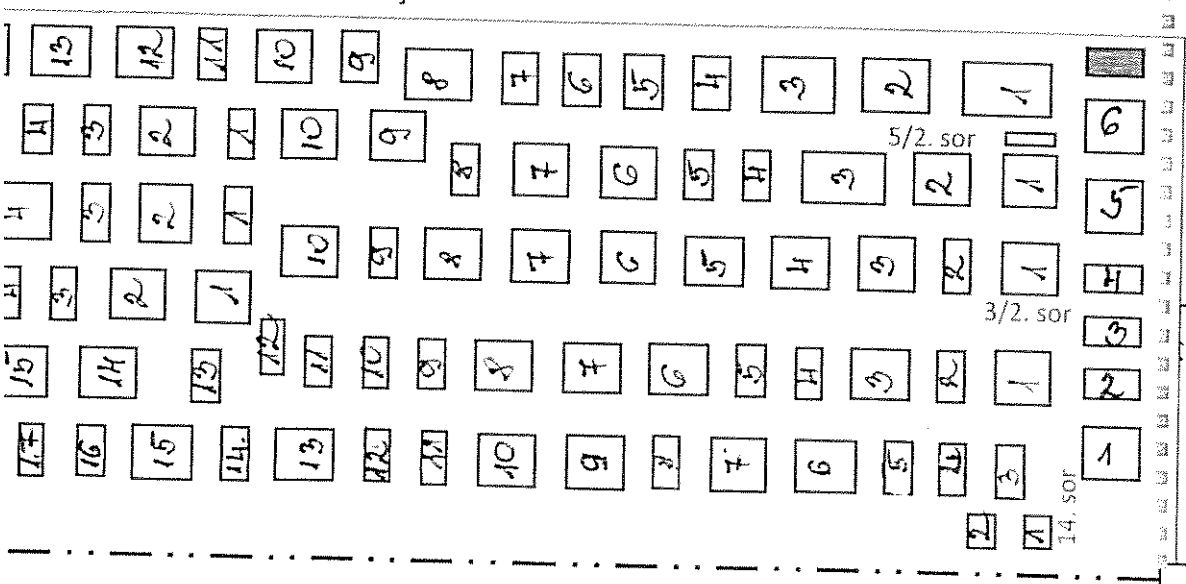 13 12 11 10 9 8 7 6 5 4 3 2 1
6
5/2. sor
4 3 2 1 10 9 8 7 6 5 4 3 2 1
5
4 3 2 1 10 9 8 7 6 5 4 3 2 1
4
3/2. sor
4 3 2 1
3
15 14 13 12 11 10 9 8 7 6 5 4 3 2 1
2
17 16 15 14. 13 12 11 10 9 8 7 6 5 4 3
1
14. sor
2 1